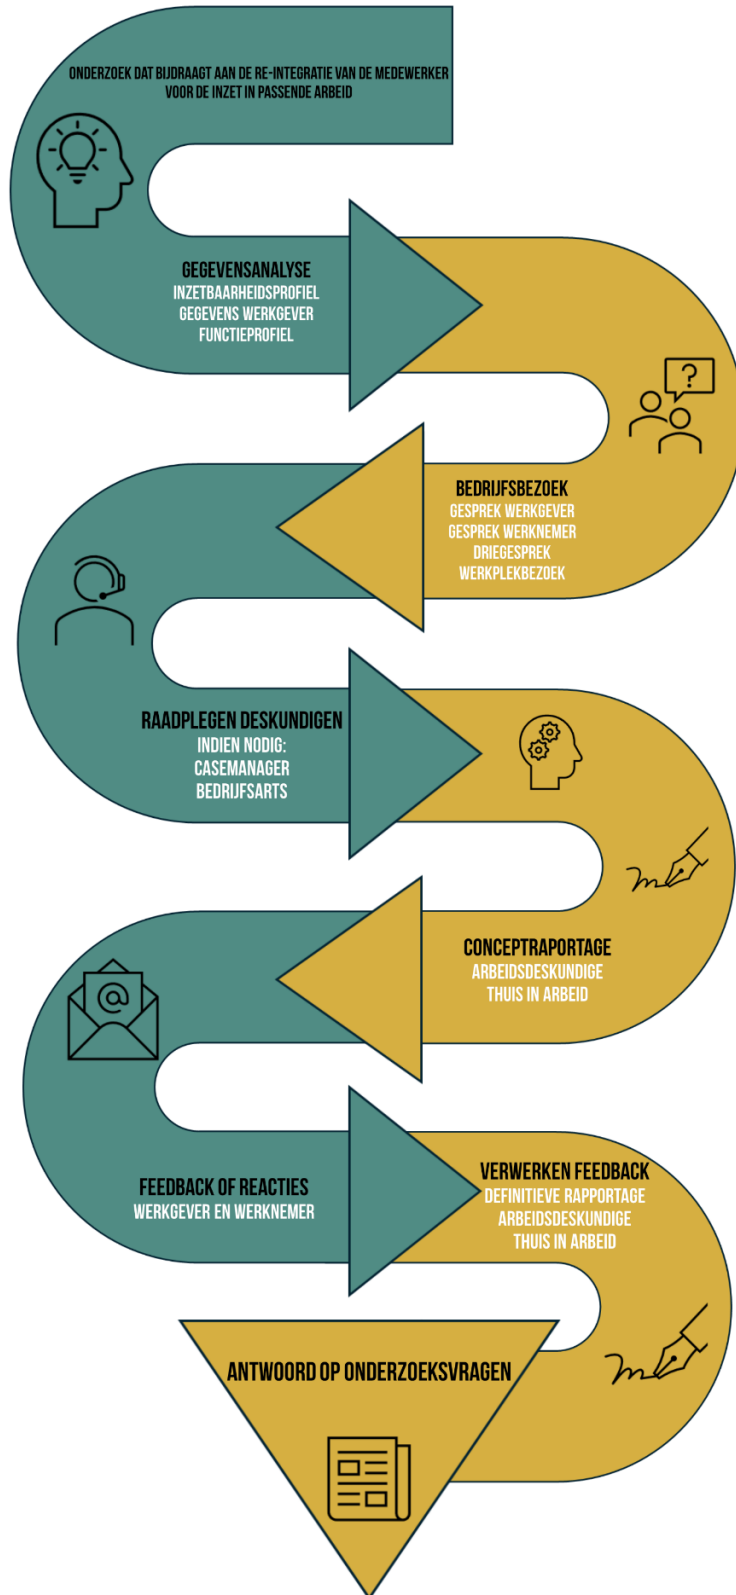 ONDERZOEK DAT BIJDRAAGT AAN DE RE-INTEGRATIE VAN DE MEDEWERKER
VOOR DE INZET IN PASSENDE ARBEID
GEGEVENSANALYSE
INZETBAARHEIDSPROFIEL
GEGEVENS WERKGEVER
FUNCTIEPROFIEL
?
BEDRIJFSBEZOEK
GESPREK WERKGEVER
GESPREK WERKNEMER
DRIEGESPREK
WERKPLEKBEZOEK
RAADPLEGEN DESKUNDIGEN
INDIEN NODIG:
CASEMANAGER
BEDRIJFSARTS
CONCEPTRAPORTAGE
ARBEIDSDESKUNDIGE
THUIS IN ARBEID
@
FEEDBACK OF REACTIES
WERKGEVER EN WERKNEMER
VERWERKEN FEEDBACK
DEFINITIEVE RAPPORTAGE
ARBEIDSDESKUNDIGE
THUIS IN ARBEID
ANTWOORD OP ONDERZOEKSVRAGEN